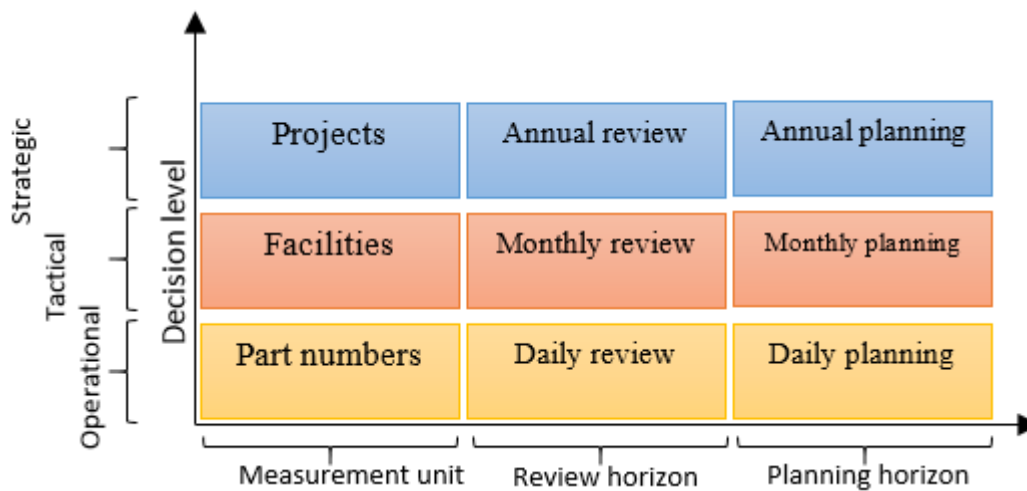 Strategic
Tactical
Operational
Decision level
Projects
Annual review
Annual planning
Facilities
Monthly review
Monthly planning
Part numbers
Daily review
Daily planning
Measurement unit
Review horizon
Planning horizon